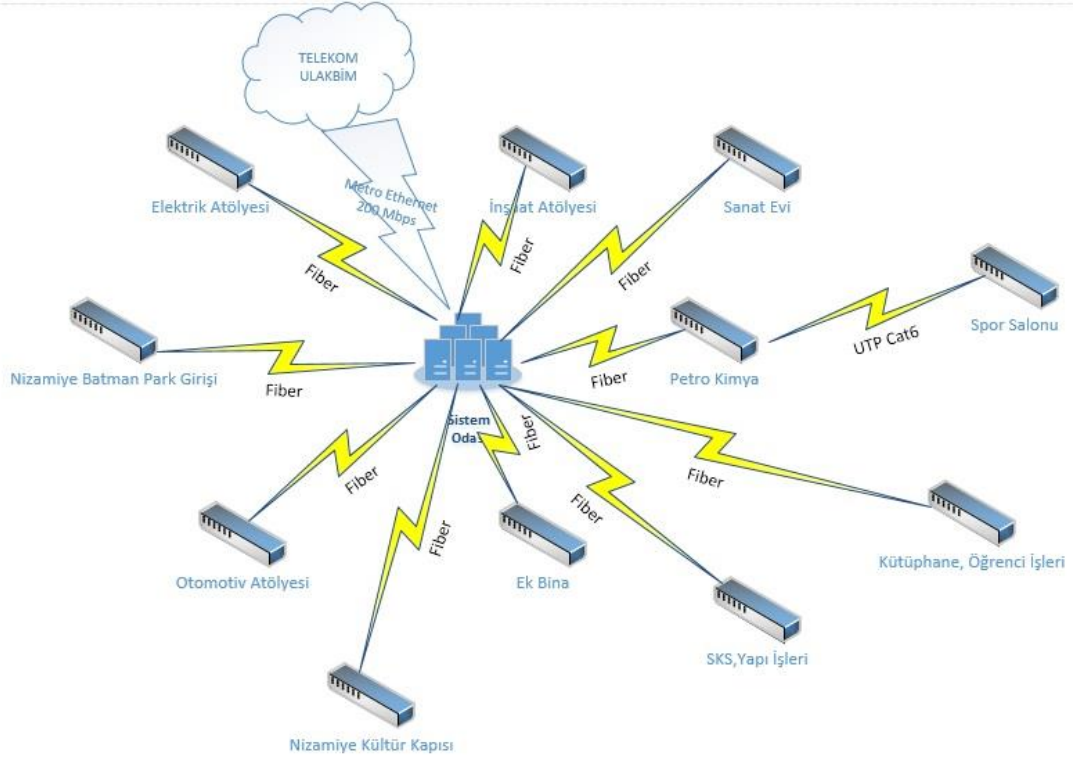 TELEKOM
ULAKBİM
Metro Ethernet
200 Mbps
Elektrik Atölyesi
İnşaat Atölyesi
Sanat Evi
Fiber
Fiber
Fiber
Spor Salonu
UTP Cat6
Nizamiye Batman Park Girişi
Fiber
Fiber
Petro Kimya
Sistem
Odas
Fiber
Fiber
Fiber
Fiber
Fiber
Otomotiv Atölyesi
Ek Bina
Kütüphane, Öğrenci İşleri
SKS,Yapı İşleri
Nizamiye Kültür Kapısı